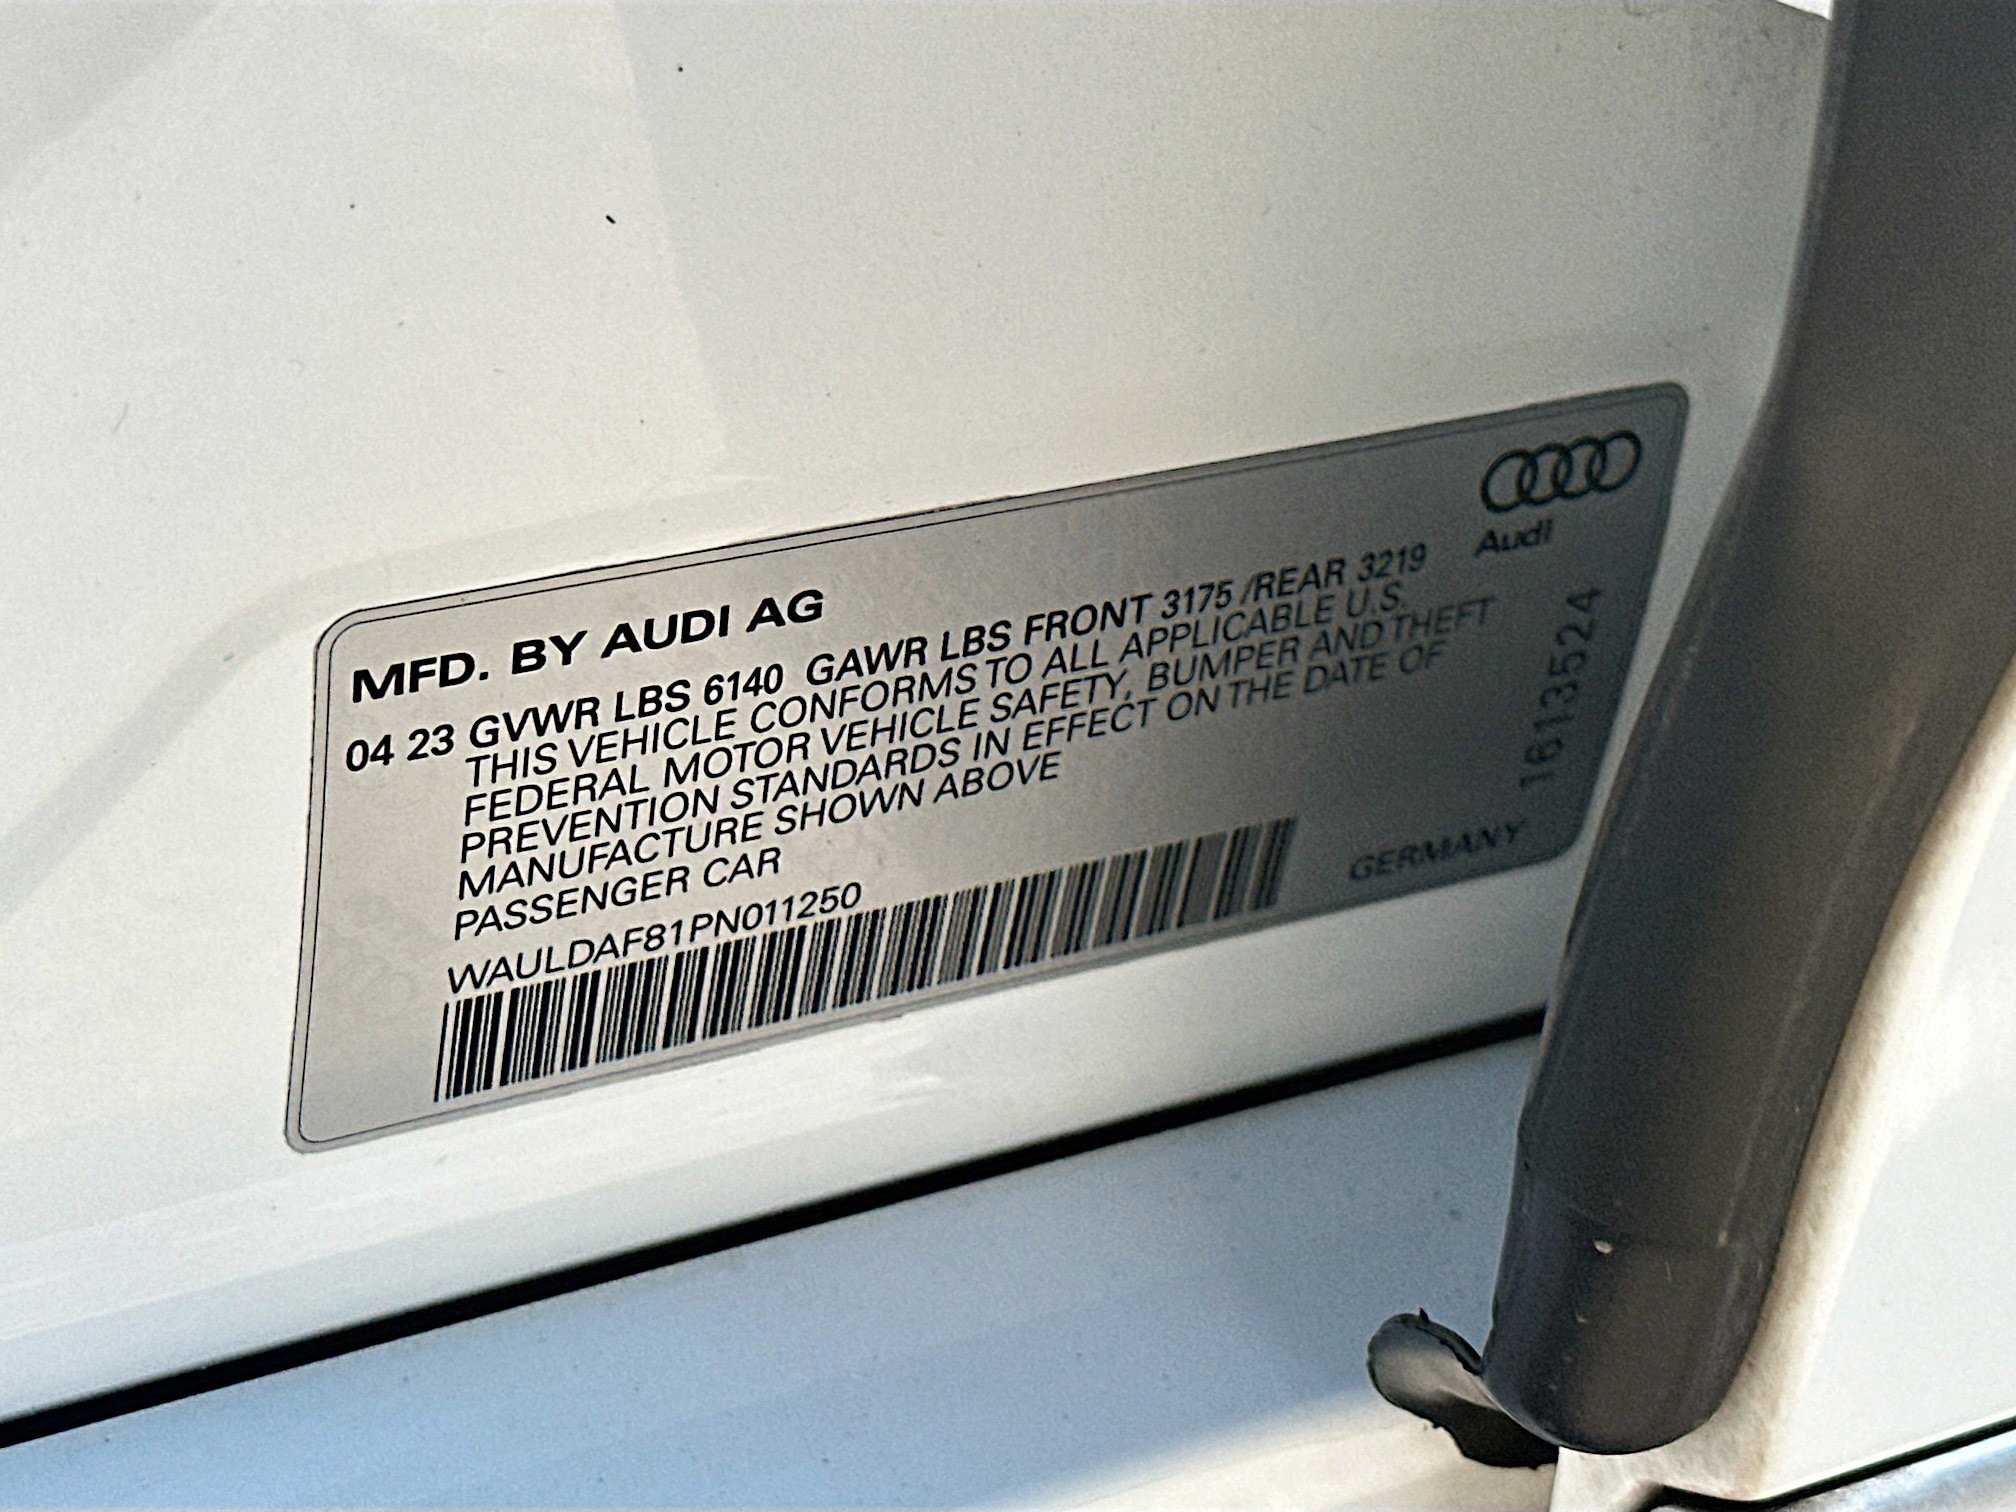 Audi
MFD. BY AUDI AG
04 23 GVWR LBS 6140 GAWR LBS FRONT 3175 /REAR 3219
THIS VEHICLE CONFORMS TO ALL APPLICABLE U.S.
FEDERAL MOTOR VEHICLE SAFETY, BUMPER AND THEFT
PREVENTION STANDARDS IN EFFECT ON THE DATE OF
MANUFACTURE SHOWN ABOVE
PASSENGER CAR
WAULDAF81PN011250
GERMANY
1613524